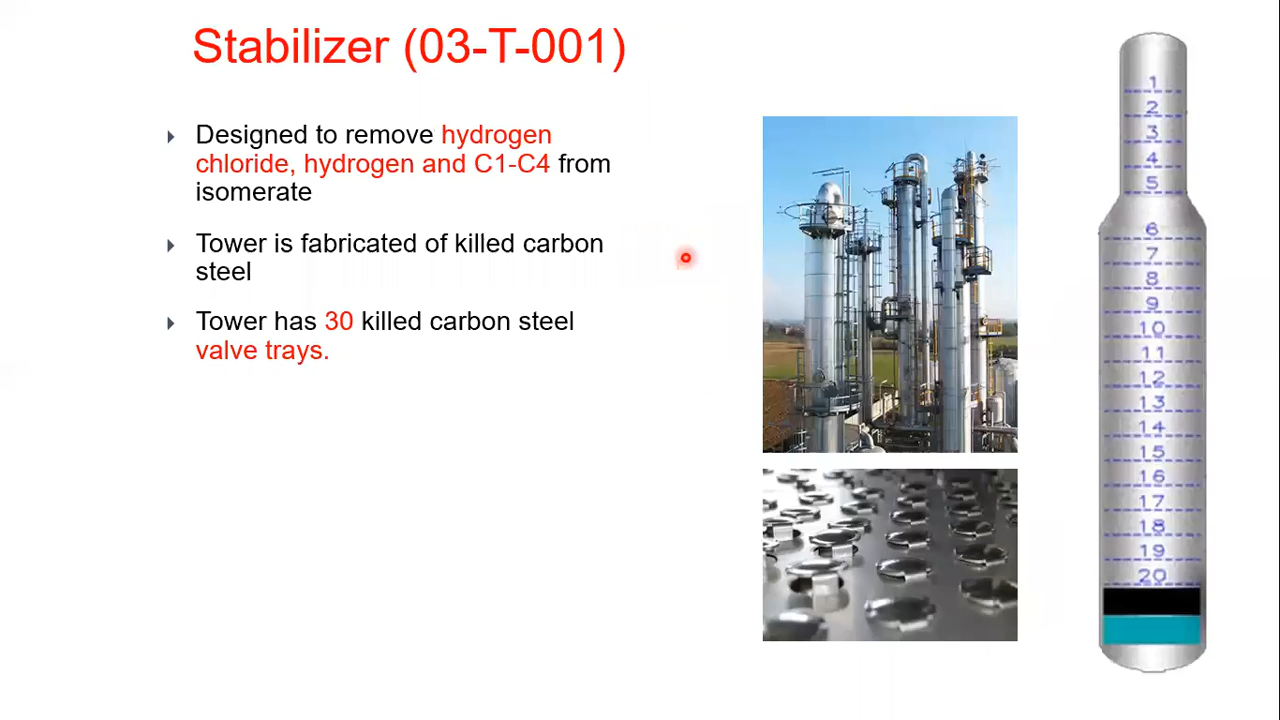 Stabilizer (03-T-001)
Designed to remove hydrogen
chloride, hydrogen and C1-C4 from
isomerate
Tower is fabricated of killed carbon
steel
Tower has 30 killed carbon steel
valve trays.
1
2
3
4
5
6
7
8
9
10
11
12
13
14
15
16
17
18
19
20